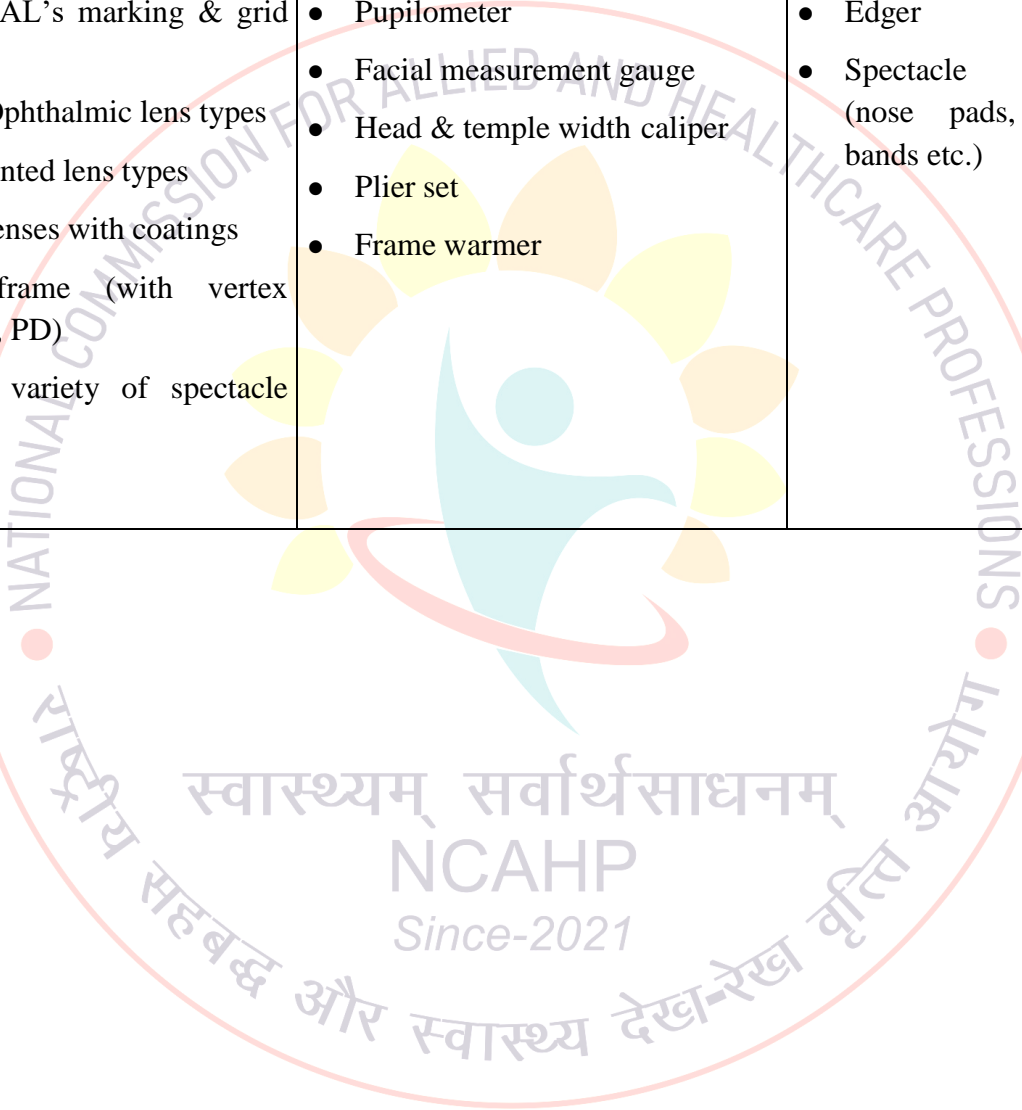 AL's marking & grid
phthalmic lens types
nted lens types
enses with coatings
frame (with vertex
, PD)
variety of spectacle
● Pupilometer
● Facial measurement gauge
● Head & temple width caliper
● Plier set
● Frame warmer
● Edger
● Spectacle
(nose pads,
bands etc.)
NATIONAL COMMISSION FOR ALLIED AND HEALTHCARE PROFESSIONS
स्वास्थ्यम् सर्वार्थसाधनम्
NCAHP
Since-2021
राष्ट्रीय सहबद्ध और स्वास्थ्य देख-रेख वृत्ति आयोग